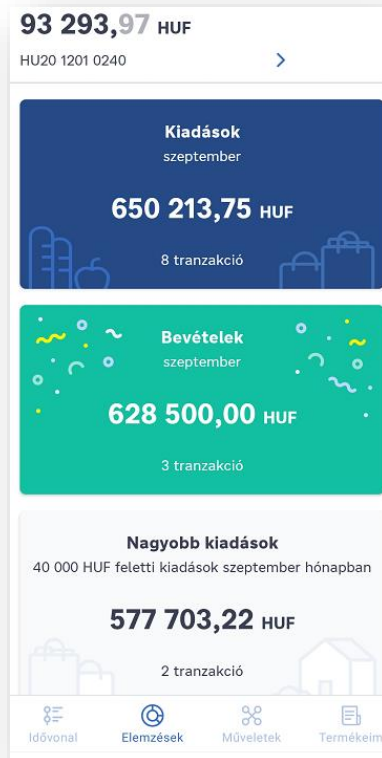 93 293,97 HUF
HU20 1201 0240
Kiadások
szeptember
650 213,75 HUF
8 tranzakció
Bevételek
szeptember
628 500,00 HUF
3 tranzakció
Nagyobb kiadások
40 000 HUF feletti kiadások szeptember hónapban
577 703,22 HUF
2 tranzakció
Idővonal Elemzések Műveletek Termékeim